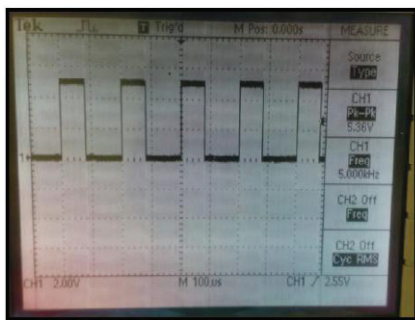 Tek
T Trig'd
M Pos: 0.000s
MEASURE
Source
Type
CH1
Pk-Pk
5.36V
CH1
Freq
5.000kHz
CH2 Off
Freq
CH2 Off
Cyc RMS
1
CH1 2.00V
M 100us
CH1 / 2.55V